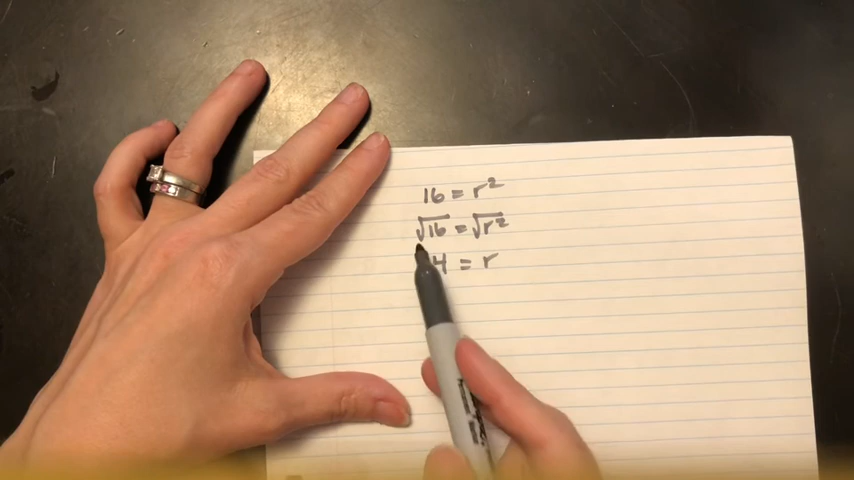 16 = r²
√16 = √r²
4 = r